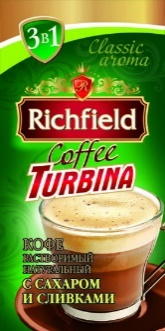 3в1
Classic
aroma
R
Richfield
Coffee
TURBINA
КОФЕ
РАСТВОРИМЫЙ
НАТУРАЛЬНЫЙ
С САХАРОМ
И СЛИВКАМИ